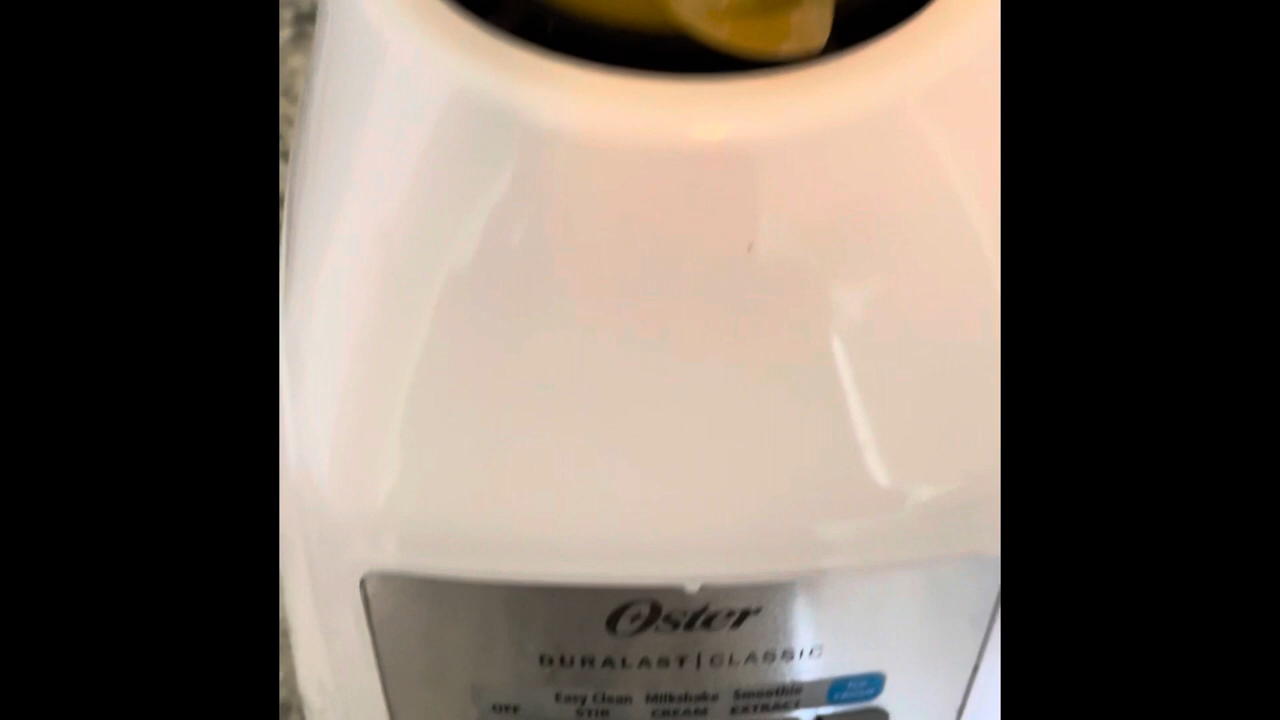 Oster
DURALAST | CLASSIC
Easy Clean Milkshake Smoothie
OFF STIR CREAM EXTRACT